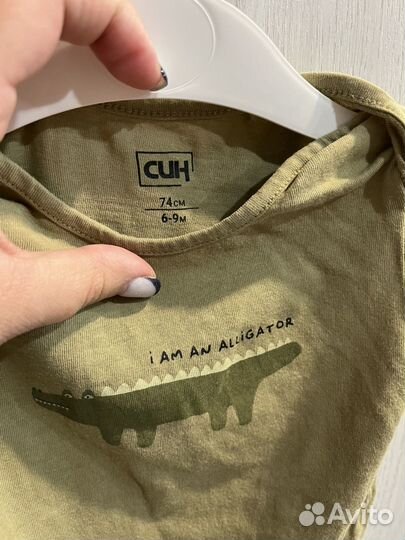 CUH
74CM
6-9M
i AM AN ALLiGATOR
Avito